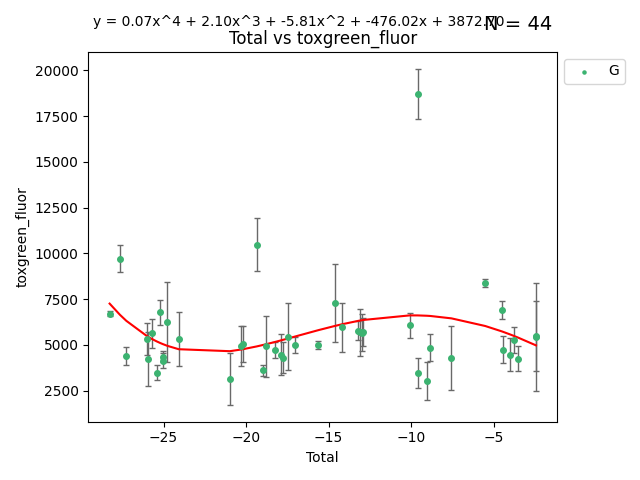 y = 0.07x^4 + 2.10x^3 + -5.81x^2 + -476.02x + 3872.70
N = 44
Total vs toxgreen_fluor
G
20000
17500
15000
12500
10000
7500
5000
2500
toxgreen_fluor
−25
−20
−15
−10
−5
Total